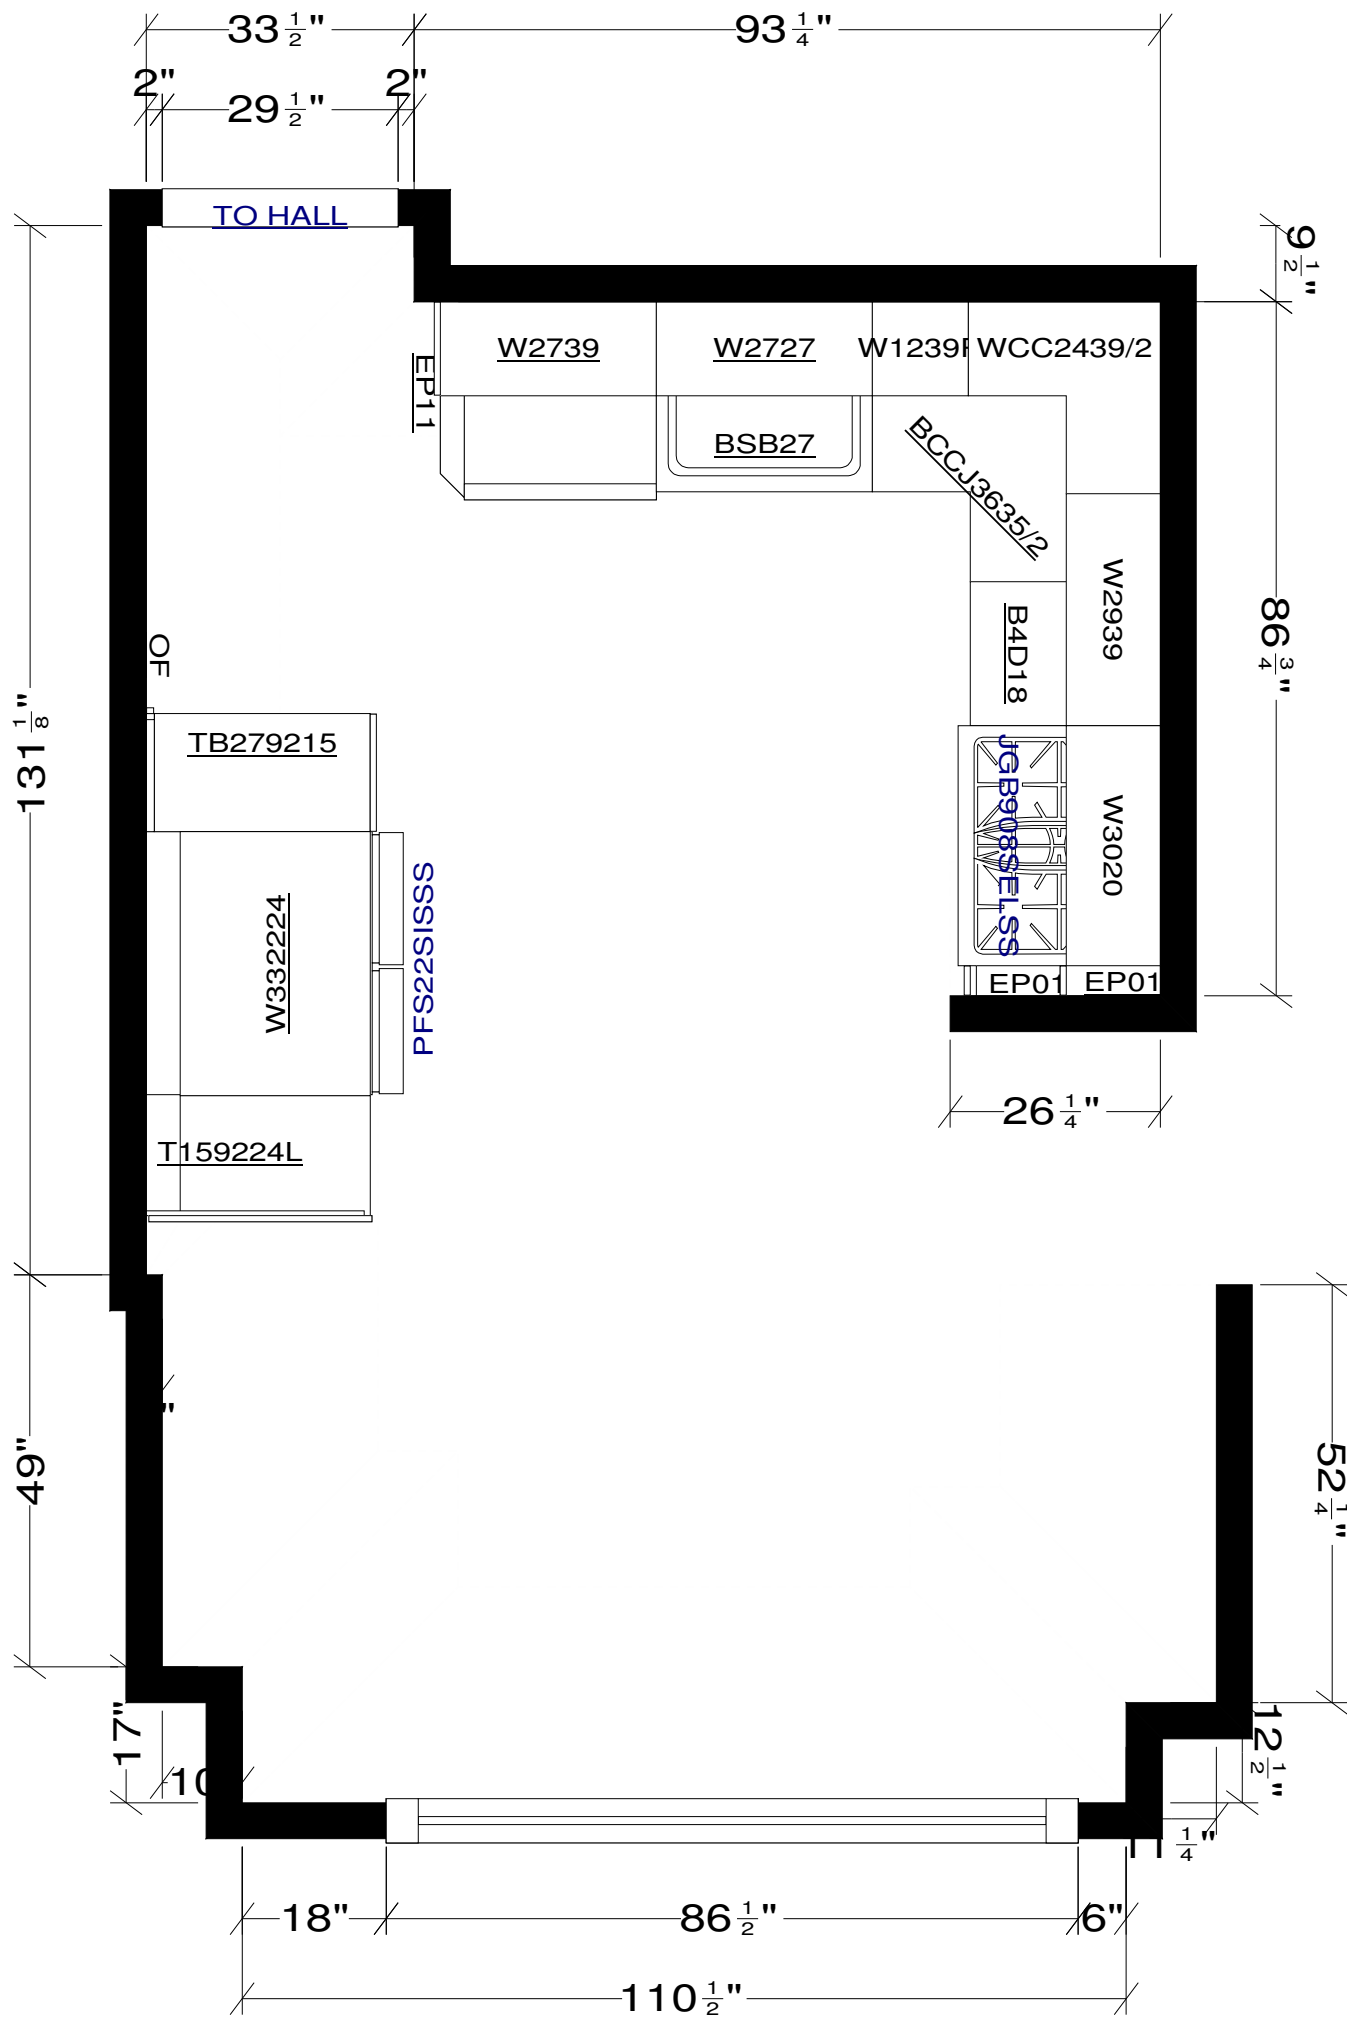 33 1/2"
93 1/4"
2"
2"
29 1/2"
TO HALL
9 1/2"
W2739
W2727
W1239
WCC2439/2
EP11
BSB27
BCCJ3635/2
W2939
86 3/4"
B4D18
OF
131 1/8"
TB279215
JGB908SELSS
W3020
W332224
PFS22SISSS
EP01
EP01
26 1/4"
T159224L
"
49"
52 1/4"
17"
10
12 1/2"
1/4"
18"
86 1/2"
6"
110 1/2"